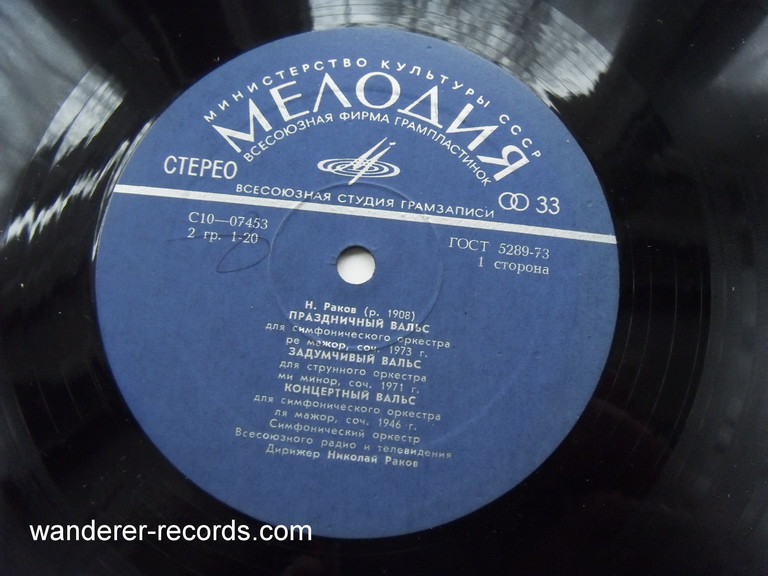 МИНИСТЕРСТВО КУЛЬТУРЫ СССР
МЕЛОДИЯ
ВСЕСОЮЗНАЯ ФИРМА ГРАМПЛАСТИНОК
СТЕРЕО
33
ВСЕСОЮЗНАЯ СТУДИЯ ГРАМЗАПИСИ
С10—07453
2 гр. 1-20
ГОСТ 5289-73
1 сторона
Н. Раков (р. 1908)
ПРАЗДНИЧНЫЙ ВАЛЬС
для симфонического оркестра
ре мажор, соч. 1973 г.
ЗАДУМЧИВЫЙ ВАЛЬС
для струнного оркестра
ми минор, соч. 1971 г.
КОНЦЕРТНЫЙ ВАЛЬС
для симфонического оркестра
ля мажор, соч. 1946 г.
Симфонический оркестр
Всесоюзного радио и телевидения
Дирижер Николай Раков
wanderer-records.com